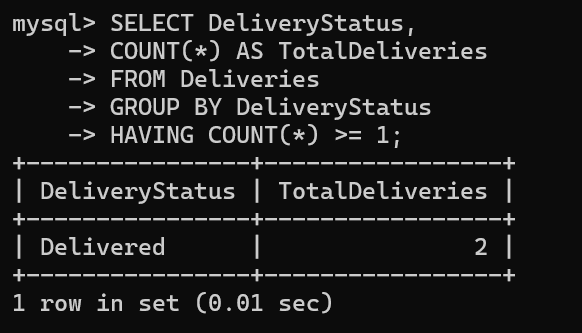 mysql> SELECT DeliveryStatus,
    -> COUNT(*) AS TotalDeliveries
    -> FROM Deliveries
    -> GROUP BY DeliveryStatus
    -> HAVING COUNT(*) >= 1;
+----------------+-----------------+
| DeliveryStatus | TotalDeliveries |
+----------------+-----------------+
| Delivered      |               2 |
+----------------+-----------------+
1 row in set (0.01 sec)